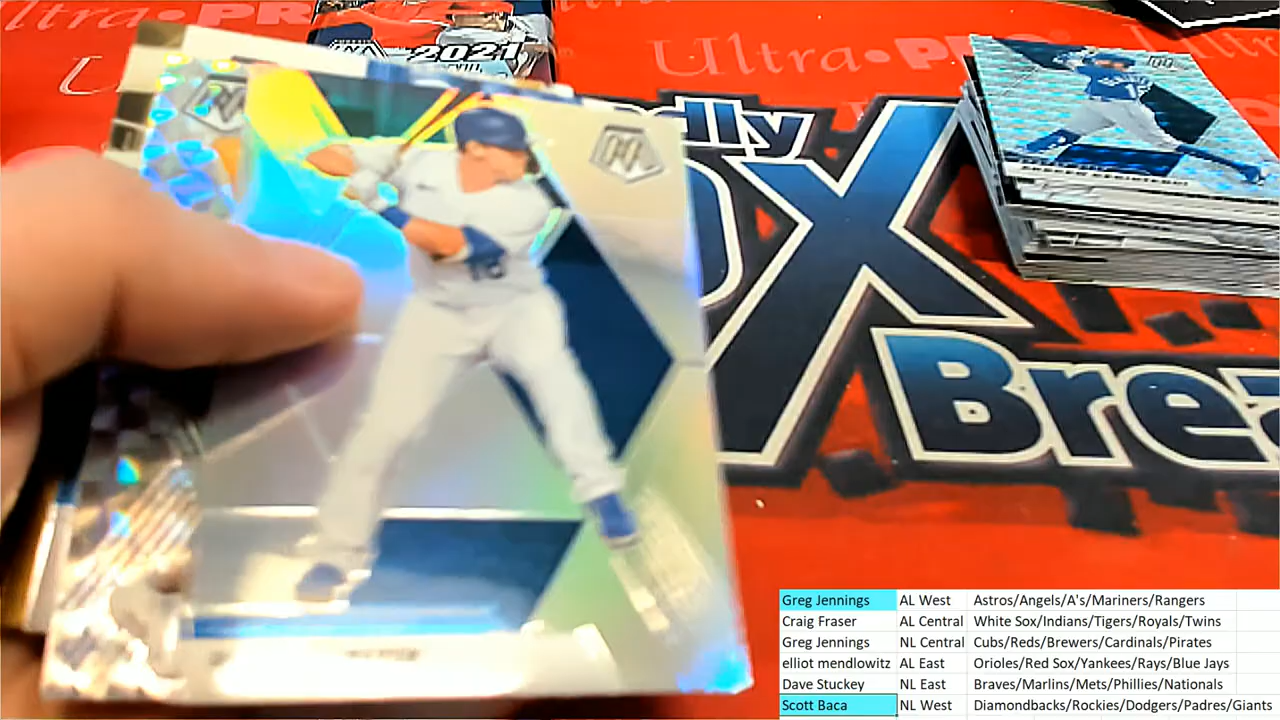 Ultra•PRO
Ultra•PRO
2021
Brea
Greg Jennings AL West Astros/Angels/A's/Mariners/Rangers
Craig Fraser AL Central White Sox/Indians/Tigers/Royals/Twins
Greg Jennings NL Central Cubs/Reds/Brewers/Cardinals/Pirates
elliot mendlowitz AL East Orioles/Red Sox/Yankees/Rays/Blue Jays
Dave Stuckey NL East Braves/Marlins/Mets/Phillies/Nationals
Scott Baca NL West Diamondbacks/Rockies/Dodgers/Padres/Giants